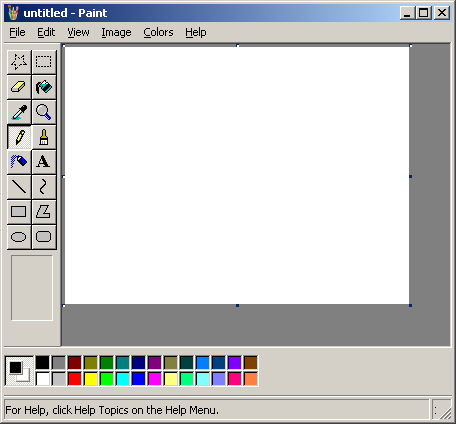 untitled - Paint
File Edit View Image Colors Help
A
For Help, click Help Topics on the Help Menu.